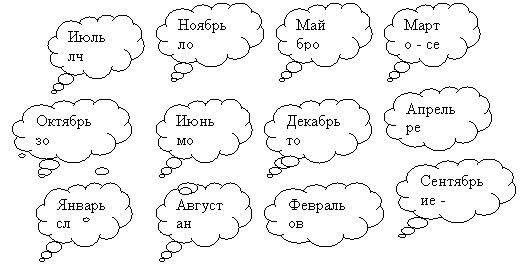 Июль
лч
Ноябрь
ло
Май
бро
Март
о - се
Октябрь
зо
Июнь
мо
Декабрь
то
Апрель
ре
Январь
сл
Август
ан
Февраль
ов
Сентябрь
ие -